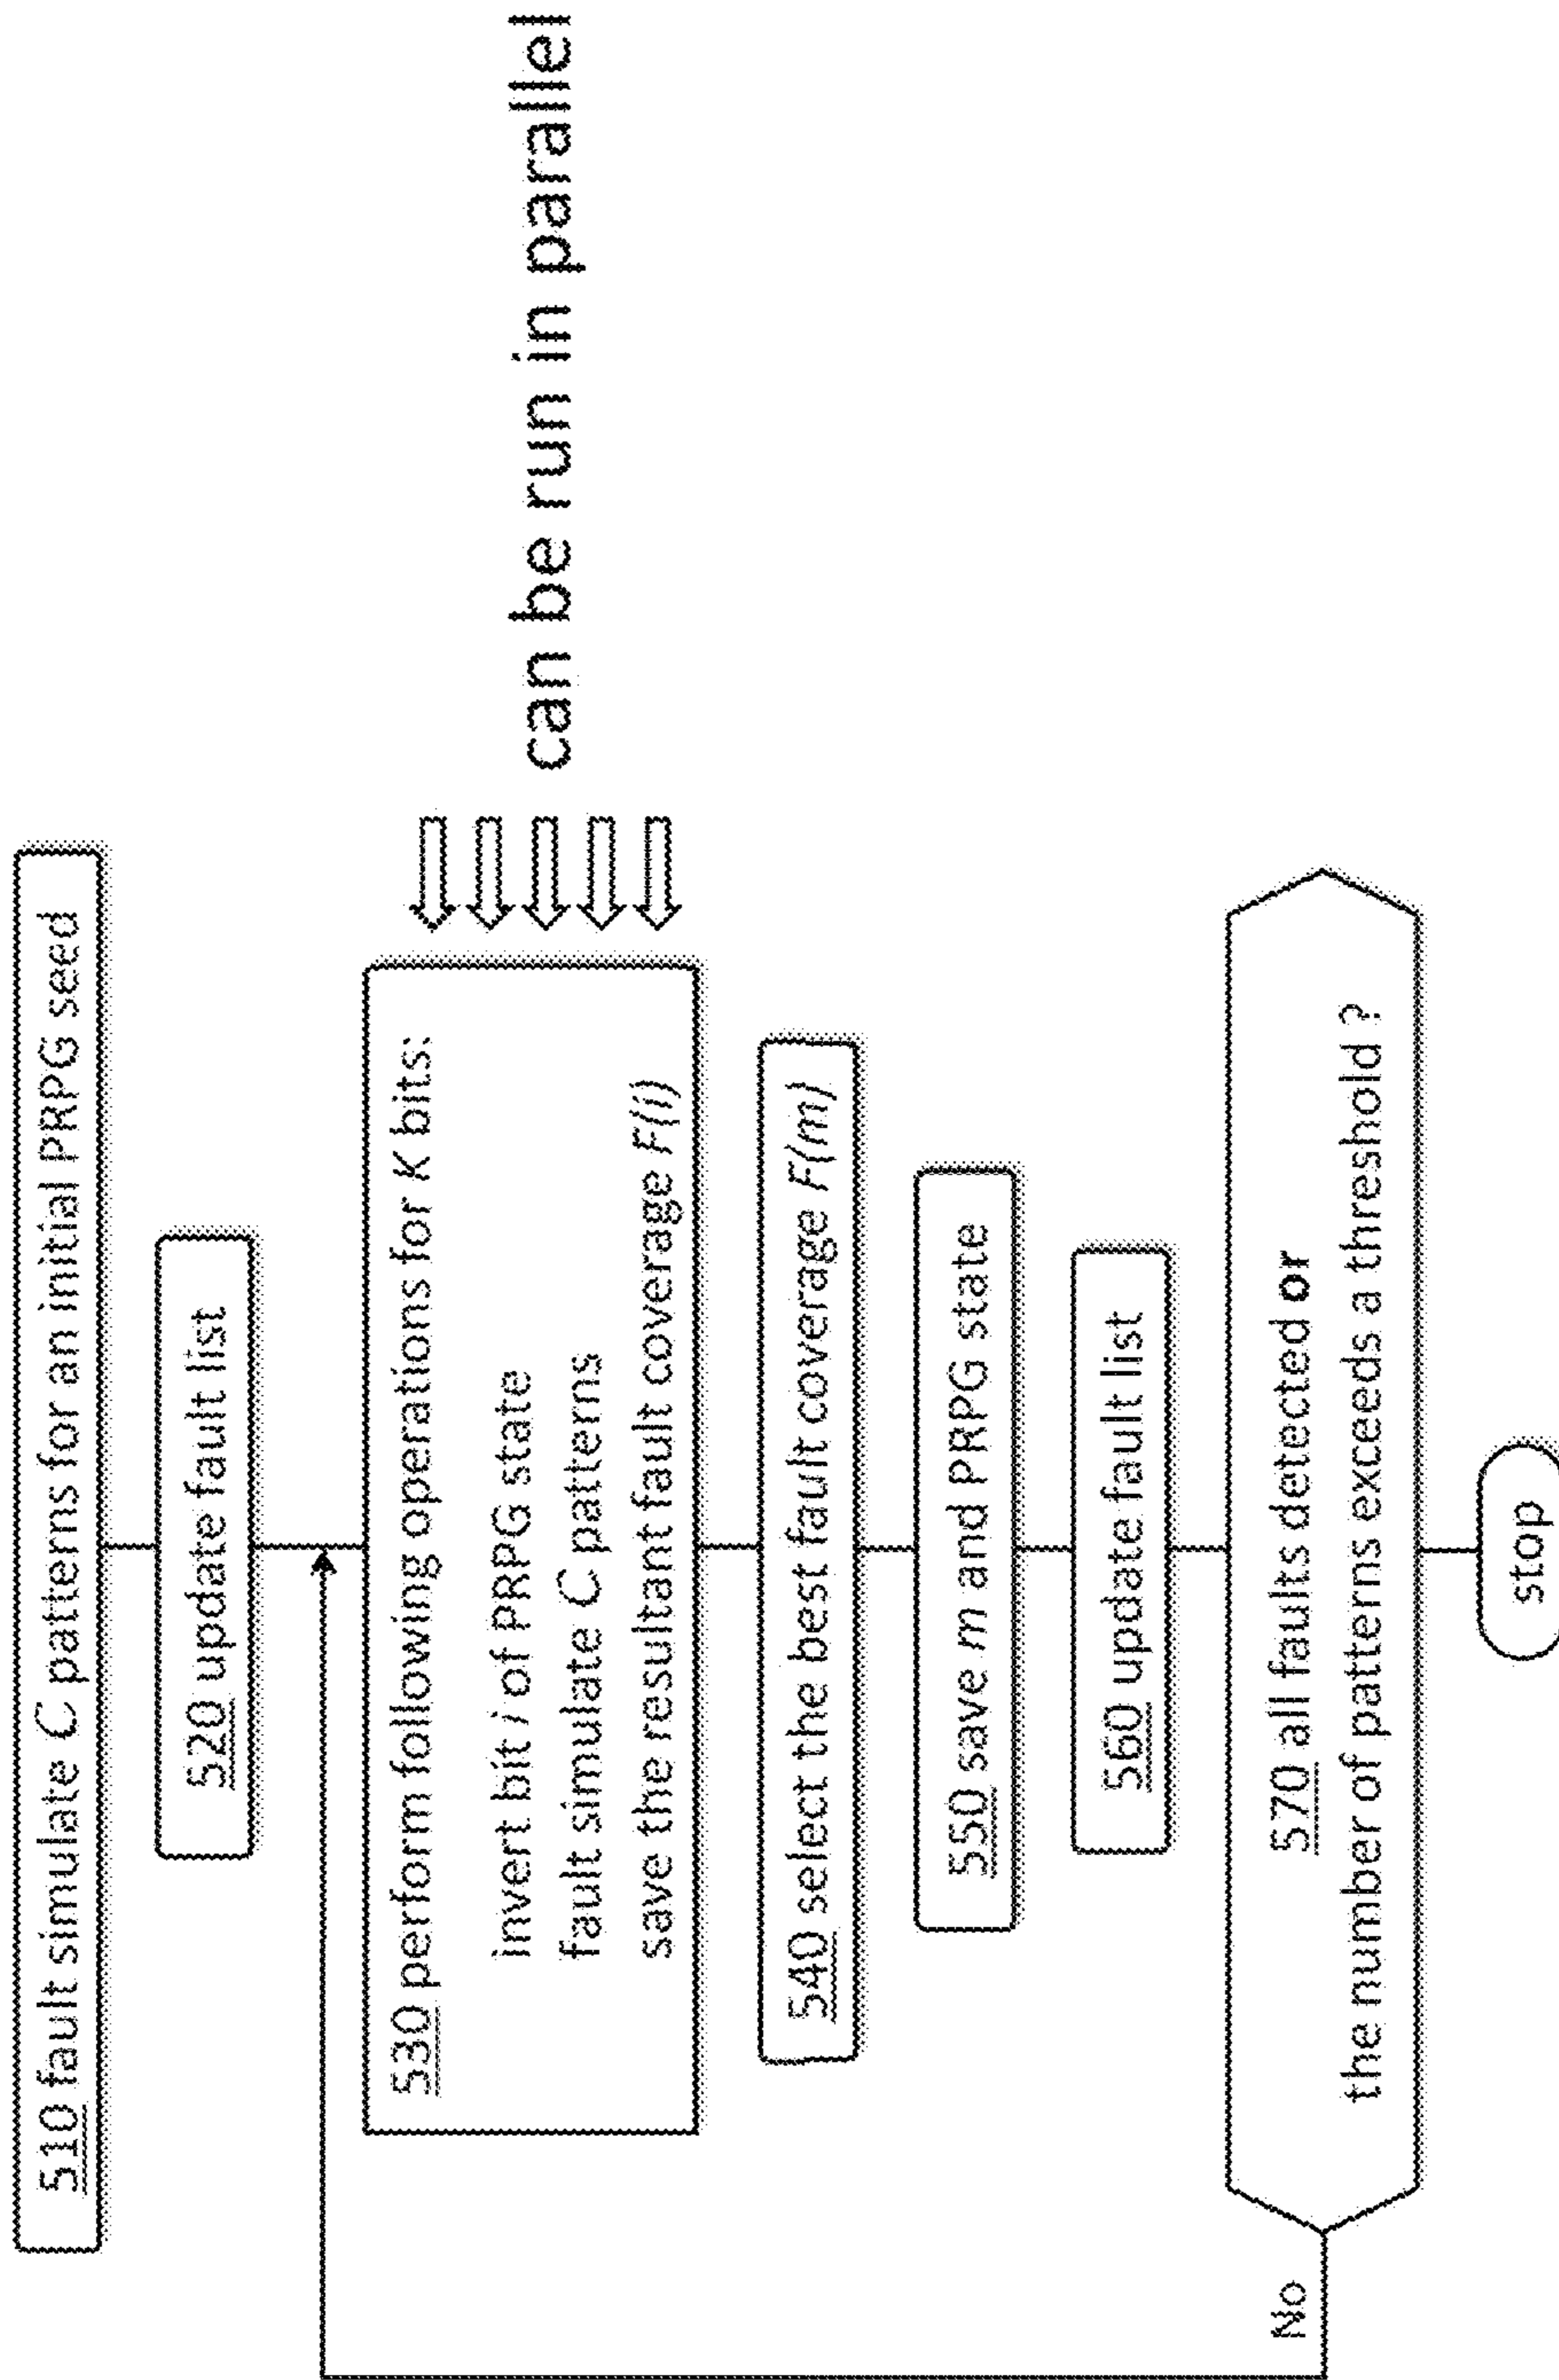 510 fault simulate C patterns for an initial PRPG seed
520 update fault list
530 perform following operations for K bits:
invert bit i of PRPG state
fault simulate C patterns
save the resultant fault coverage F(i)
can be run in parallel
540 select the best fault coverage F(m)
550 save m and PRPG state
560 update fault list
570 all faults detected or
the number of patterns exceeds a threshold ?
No
stop